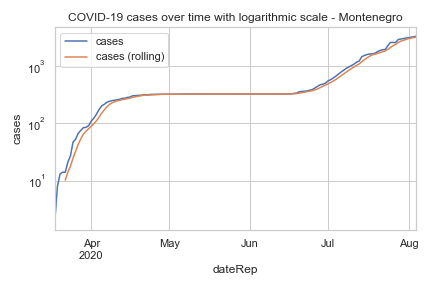 COVID-19 cases over time with logarithmic scale - Montenegro
cases
cases (rolling)
10³
10²
10¹
cases
Apr
2020
May
Jun
Jul
Aug
dateRep